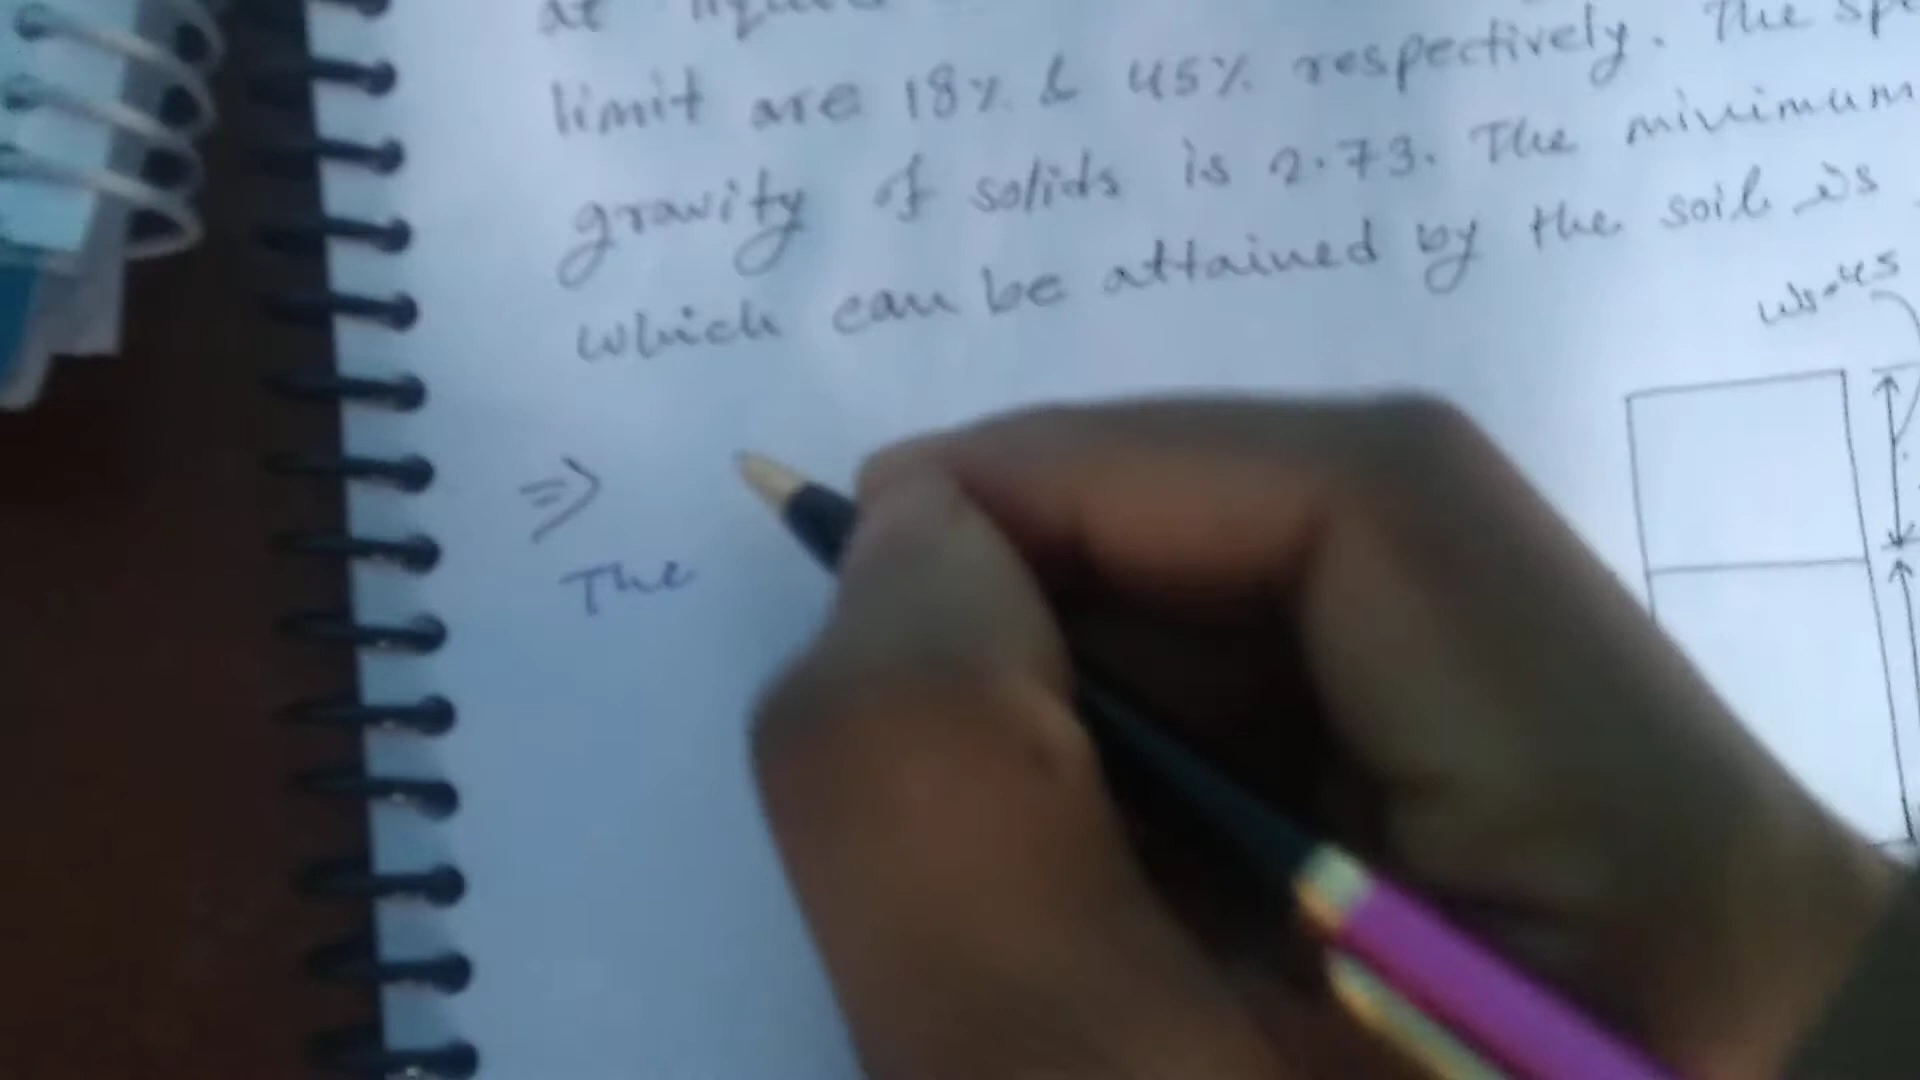 at
limit are 18% & 45% respectively. The
gravity of solids is 2.73. The minimum
which can be attained by the soil is
⇒
The